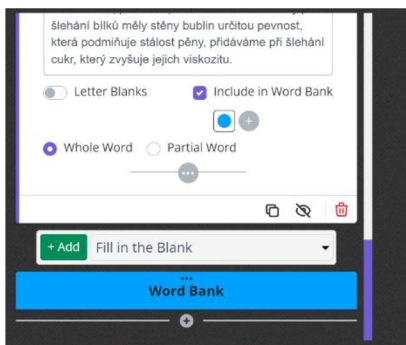 šlehání bílků měly stěny bublin určitou pevnost,
která podmiňuje stálost pěny, přidáváme při šlehání
cukr, který zvyšuje jejich viskozitu.
Letter Blanks
Include in Word Bank
Whole Word
Partial Word
+ Add
Fill in the Blank
Word Bank